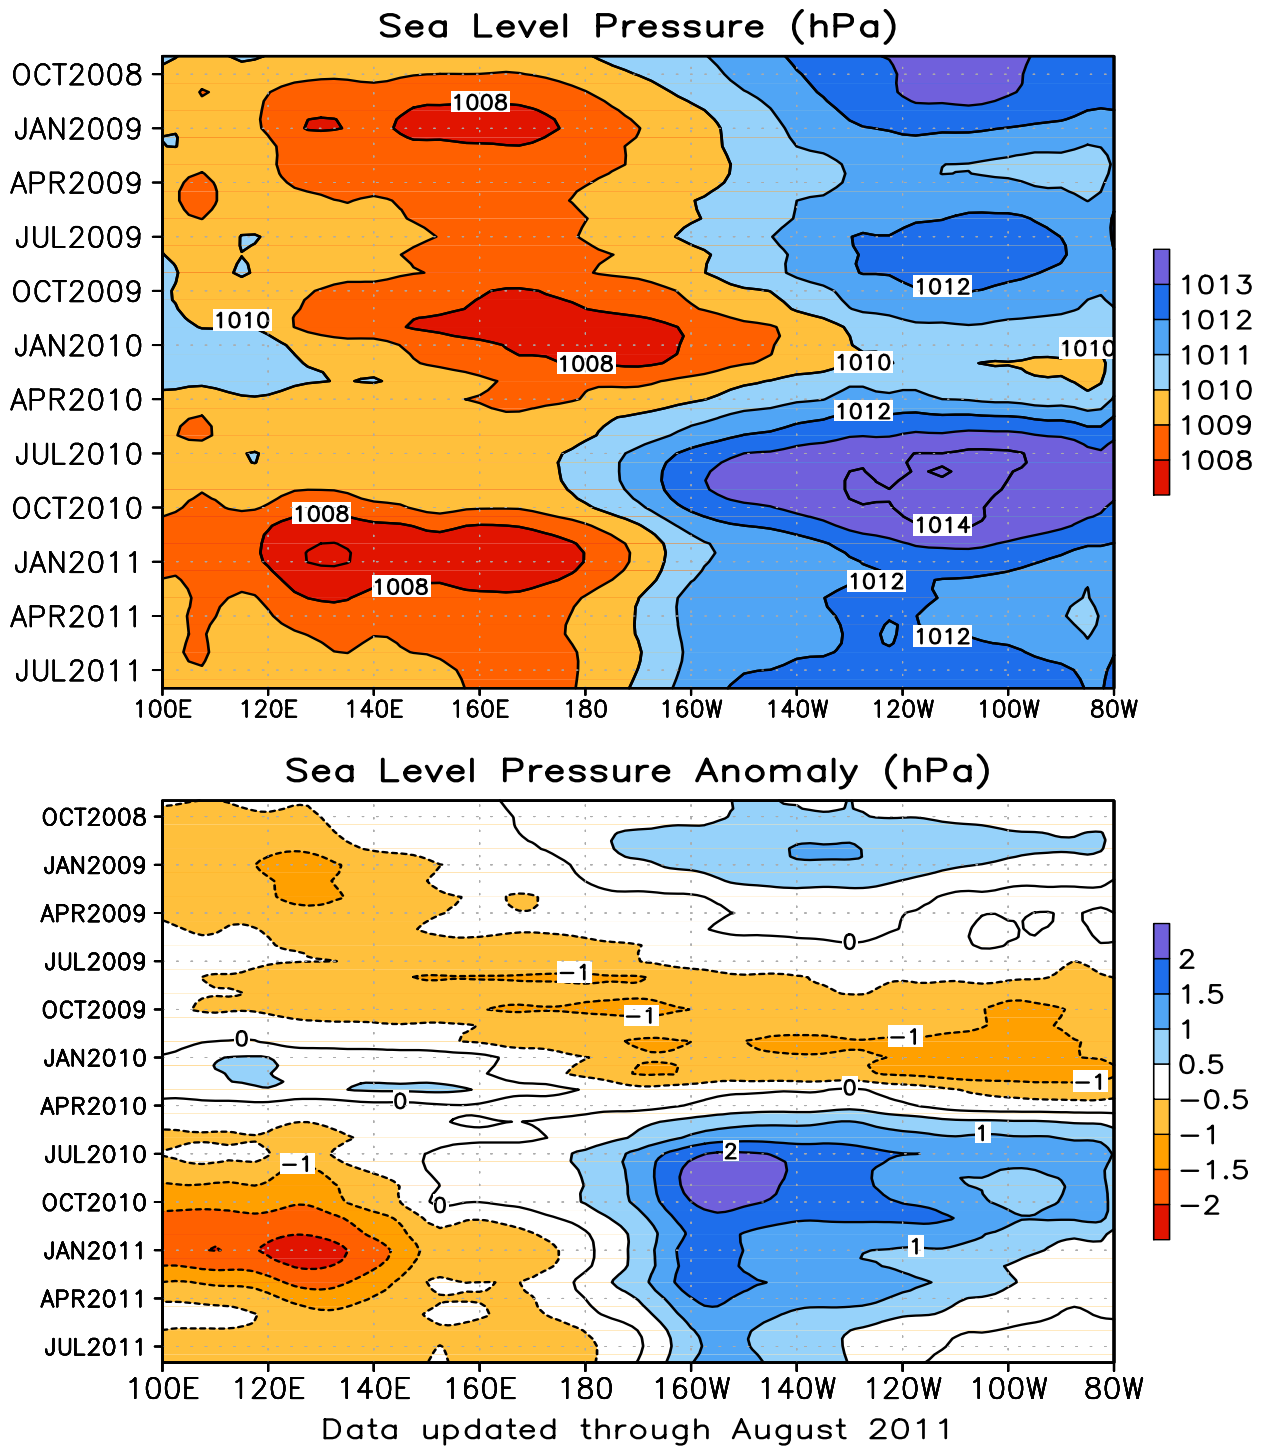 Sea Level Pressure (hPa)
OCT2008
JAN2009
APR2009
JUL2009
OCT2009
JAN2010
APR2010
JUL2010
OCT2010
JAN2011
APR2011
JUL2011
1008
1012
1010
1008
1010
1010
1012
1008
1014
1008
1012
1012
100E 120E 140E 160E 180 160W 140W 120W 100W 80W
1013
1012
1011
1010
1009
1008
Sea Level Pressure Anomaly (hPa)
OCT2008
JAN2009
APR2009
JUL2009
OCT2009
JAN2010
APR2010
JUL2010
OCT2010
JAN2011
APR2011
JUL2011
0
−1
−1
0
−1
−1
0
0
1
2
−1
0
1
100E 120E 140E 160E 180 160W 140W 120W 100W 80W
2
1.5
1
0.5
−0.5
−1
−1.5
−2
Data updated through August 2011